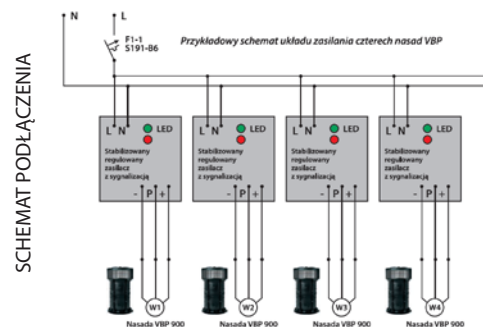 N L
F1-1
S191-B6
Przykładowy schemat układu zasilania czterech nasad VBP
SCHEMAT PODŁĄCZENIA
L N LED
Stabilizowany
regulowany
zasilacz
z sygnalizacją
- P +
W1
Nasada VBP 900
L N LED
Stabilizowany
regulowany
zasilacz
z sygnalizacją
- P +
W2
Nasada VBP 900
L N LED
Stabilizowany
regulowany
zasilacz
z sygnalizacją
- P +
W3
Nasada VBP 900
L N LED
Stabilizowany
regulowany
zasilacz
z sygnalizacją
- P +
W4
Nasada VBP 900